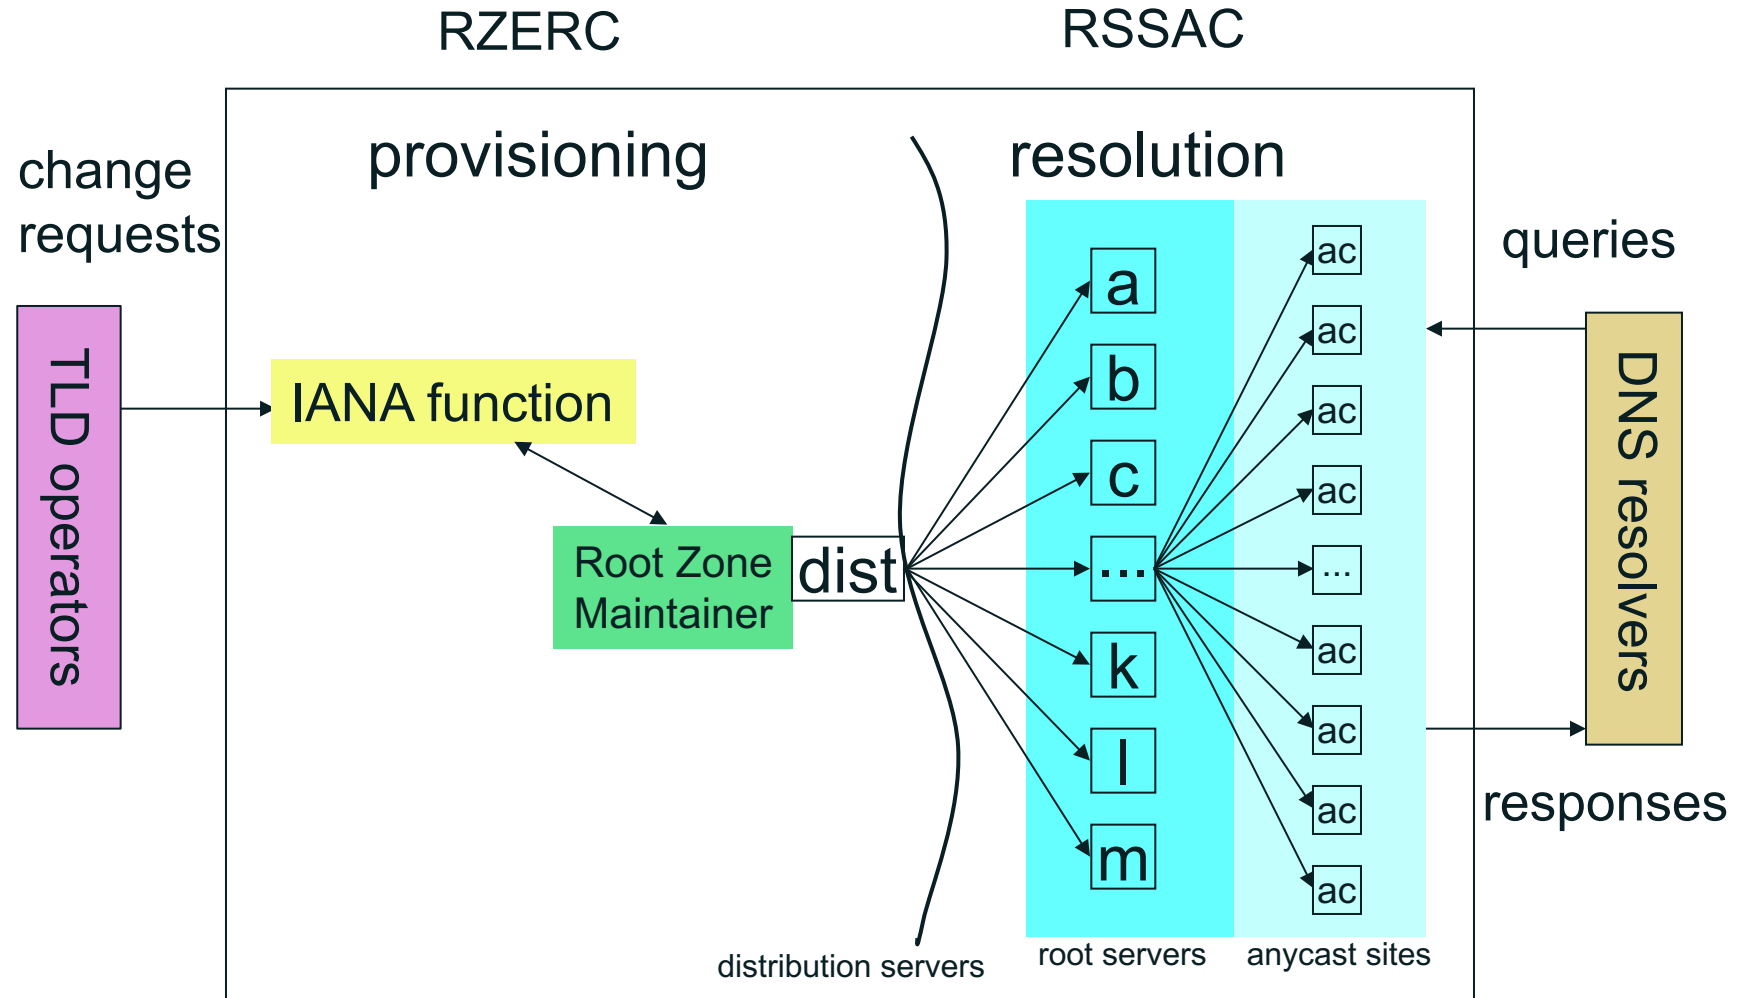 RZERC
RSSAC
provisioning
resolution
change
requests
queries
TLD operators
IANA function
Root Zone
Maintainer
dist
a
b
c
...
k
l
m
ac
ac
ac
ac
...
ac
ac
ac
ac
DNS resolvers
responses
distribution servers
root servers
anycast sites